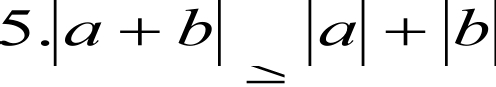 5.|a + b| ≥ |a| + |b|